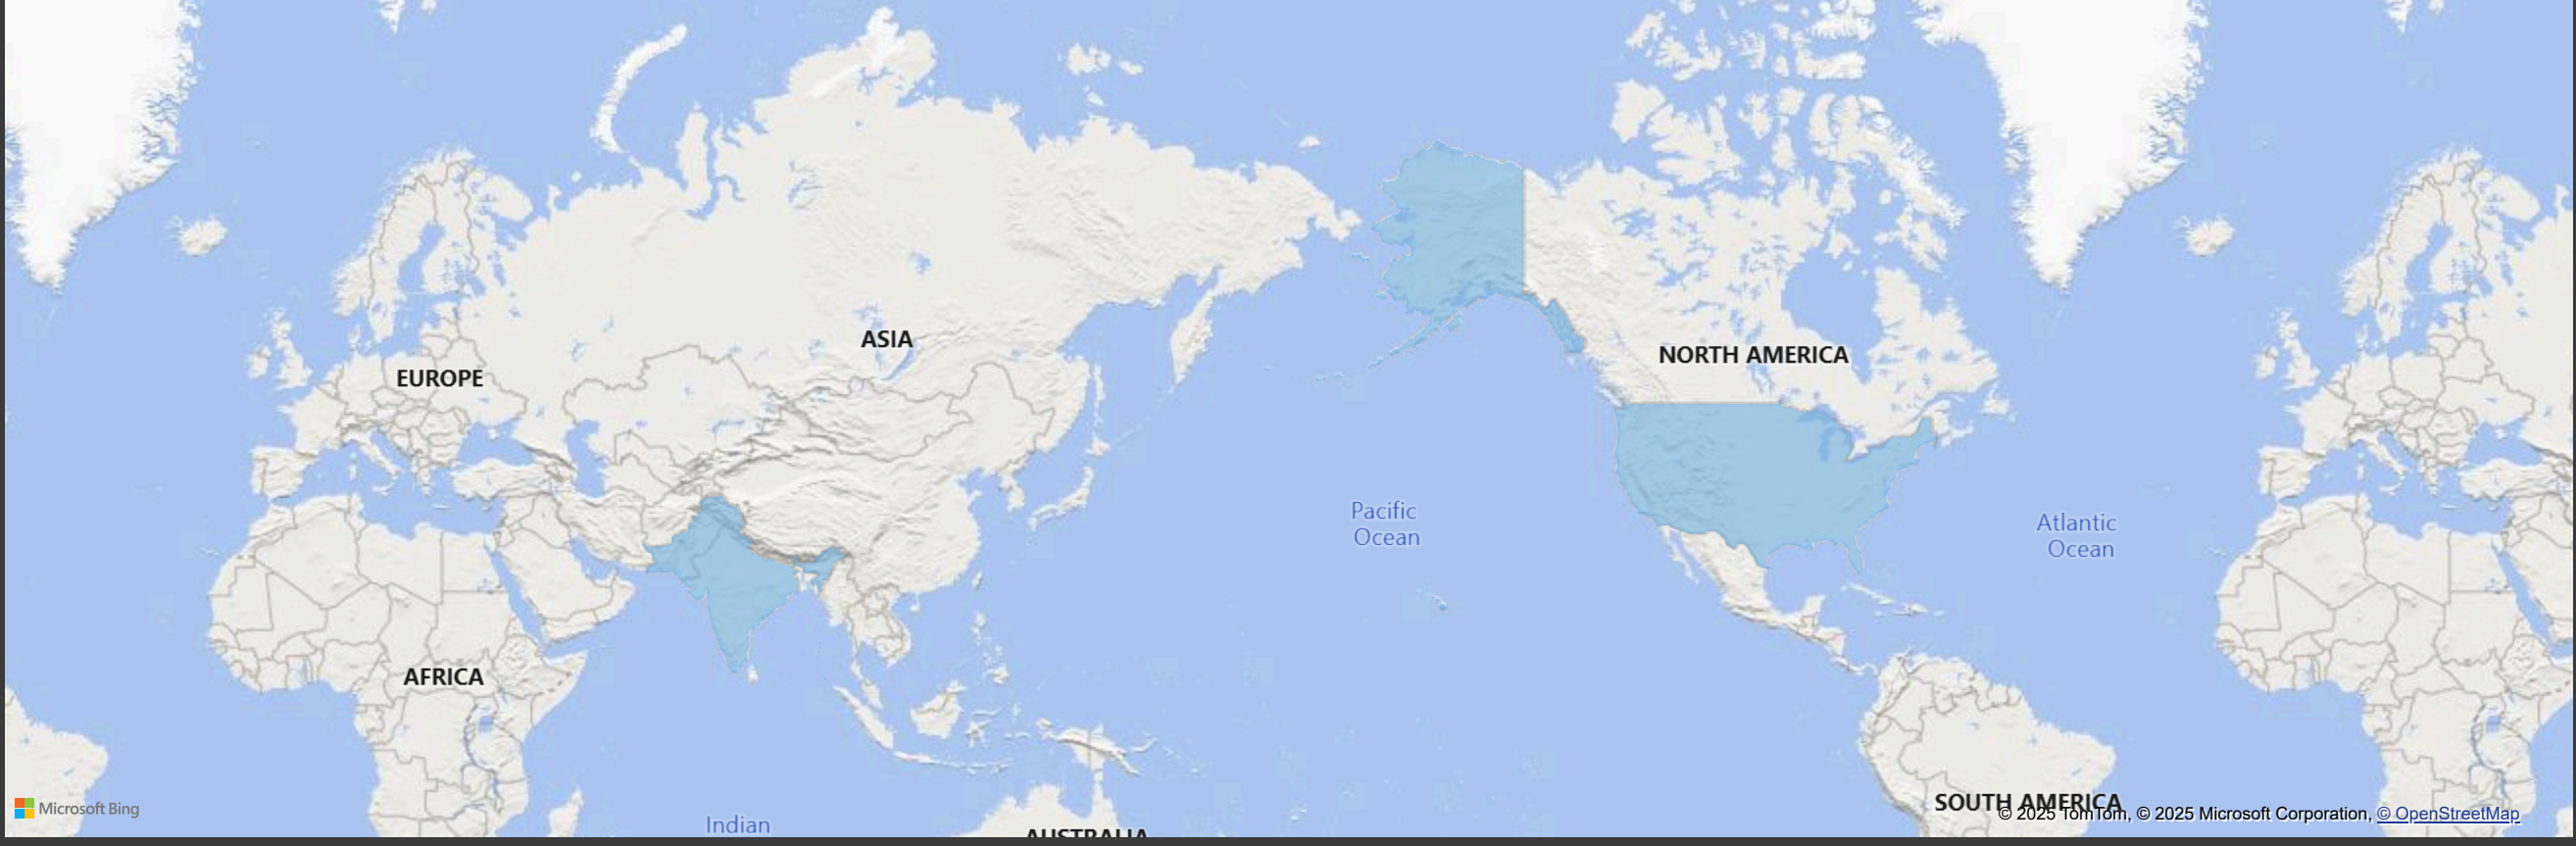 ASIA
EUROPE
NORTH AMERICA
Pacific
Ocean
Atlantic
Ocean
AFRICA
SOUTH AMERICA
Microsoft Bing
© 2025 TomTom, © 2025 Microsoft Corporation, © OpenStreetMap
Indian
AUSTRALIA